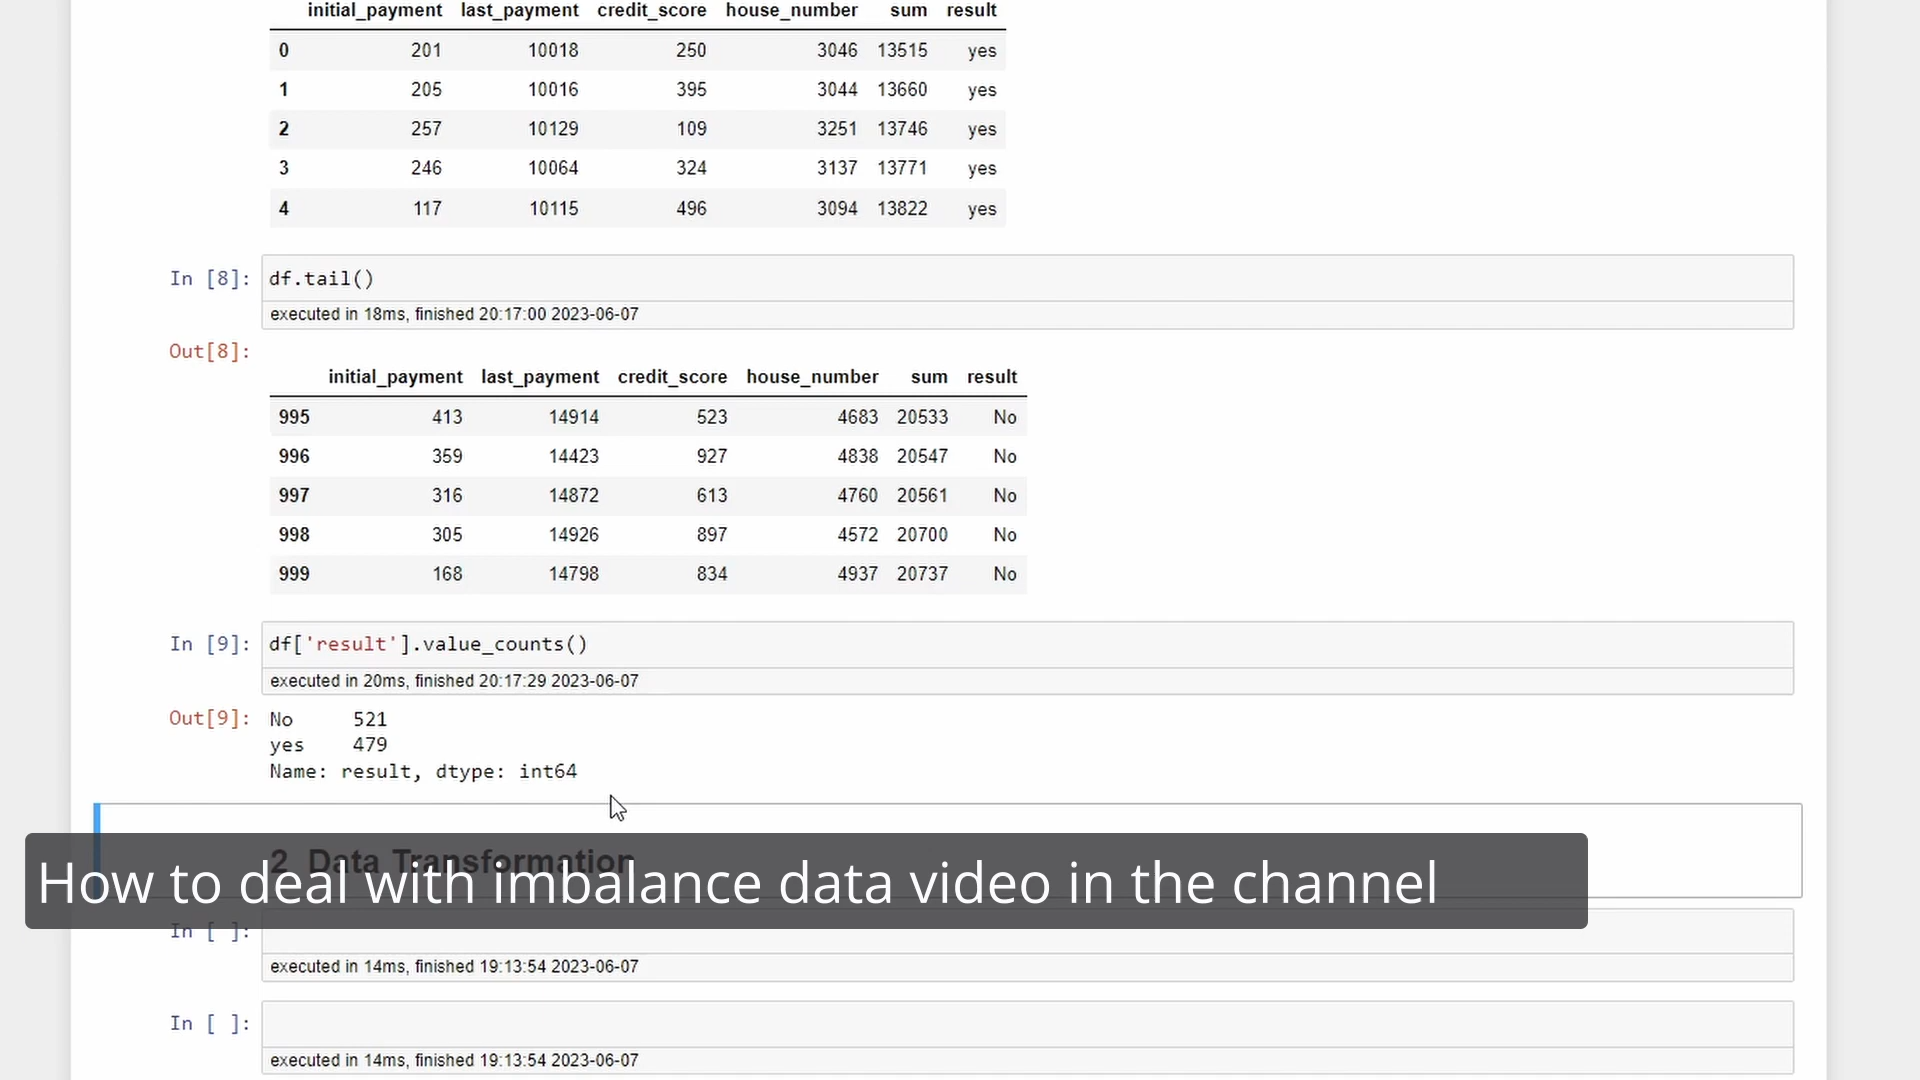 initial_payment last_payment credit_score house_number sum result
0 201 10018 250 3046 13515 yes
1 205 10016 395 3044 13660 yes
2 257 10129 109 3251 13746 yes
3 246 10064 324 3137 13771 yes
4 117 10115 496 3094 13822 yes
In [8]: df.tail()
executed in 18ms, finished 20:17:00 2023-06-07
Out[8]:
initial_payment last_payment credit_score house_number sum result
995 413 14914 523 4683 20533 No
996 359 14423 927 4838 20547 No
997 316 14872 613 4760 20561 No
998 305 14926 897 4572 20700 No
999 168 14798 834 4937 20737 No
In [9]: df['result'].value_counts()
executed in 20ms, finished 20:17:29 2023-06-07
Out[9]: No 521
yes 479
Name: result, dtype: int64
2 Data Transformation
How to deal with imbalance data video in the channel
In [ ]:
executed in 14ms, finished 19:13:54 2023-06-07
In [ ]:
executed in 14ms, finished 19:13:54 2023-06-07